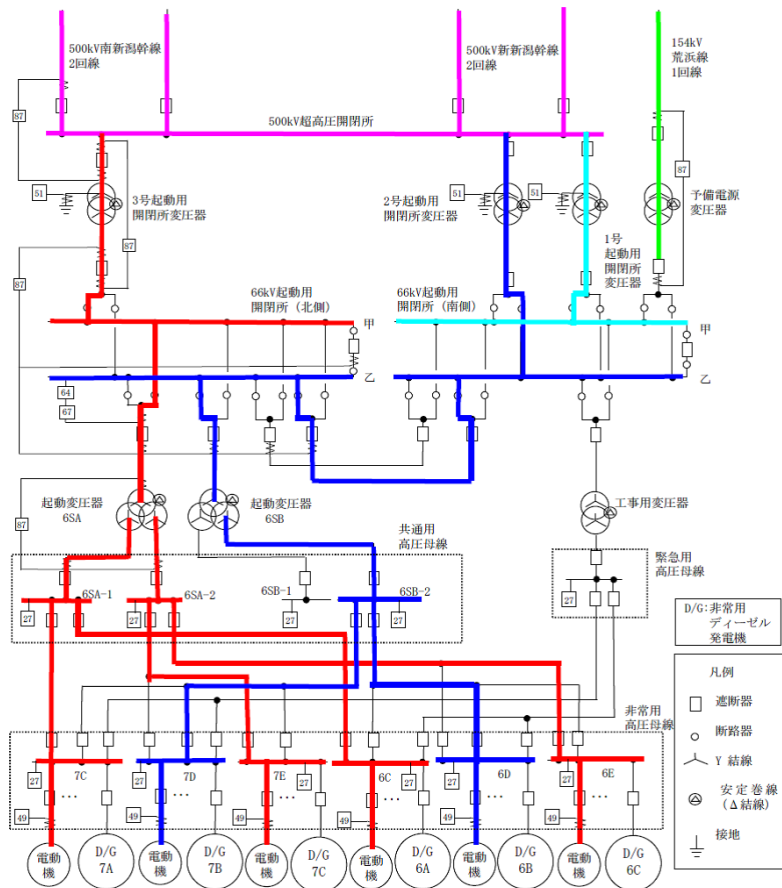 500kV南新潟幹線
2回線
500kV新新潟幹線
2回線
154kV
荒浜線
1回線
87
87
500kV超高圧開閉所
51
3号起動用
開閉所変圧器
2号起動用
開閉所変圧器
51
51
予備電源
変圧器
87
87
1号
起動用
開閉所
変圧器
66kV起動用
開閉所(北側)
66kV起動用
開閉所(南側)
甲
甲
乙
乙
64
67
起動変圧器
6SA
起動変圧器
6SB
工事用変圧器
87
共通用
高圧母線
緊急用
高圧母線
6SA-1
6SA-2
6SB-1
6SB-2
27
27
27
27
27
D/G:非常用
ディーゼル
発電機
凡例
遮断器
断路器
Y 結線
安定巻線
(Δ結線)
接地
非常用
高圧母線
7C
7D
7E
6C
6D
6E
27
27
27
27
27
27
…
…
…
…
…
…
49
49
49
49
49
49
電動
機
D/G
7A
電動
機
D/G
7B
電動
機
D/G
7C
電動
機
D/G
6A
電動
機
D/G
6B
電動
機
D/G
6C